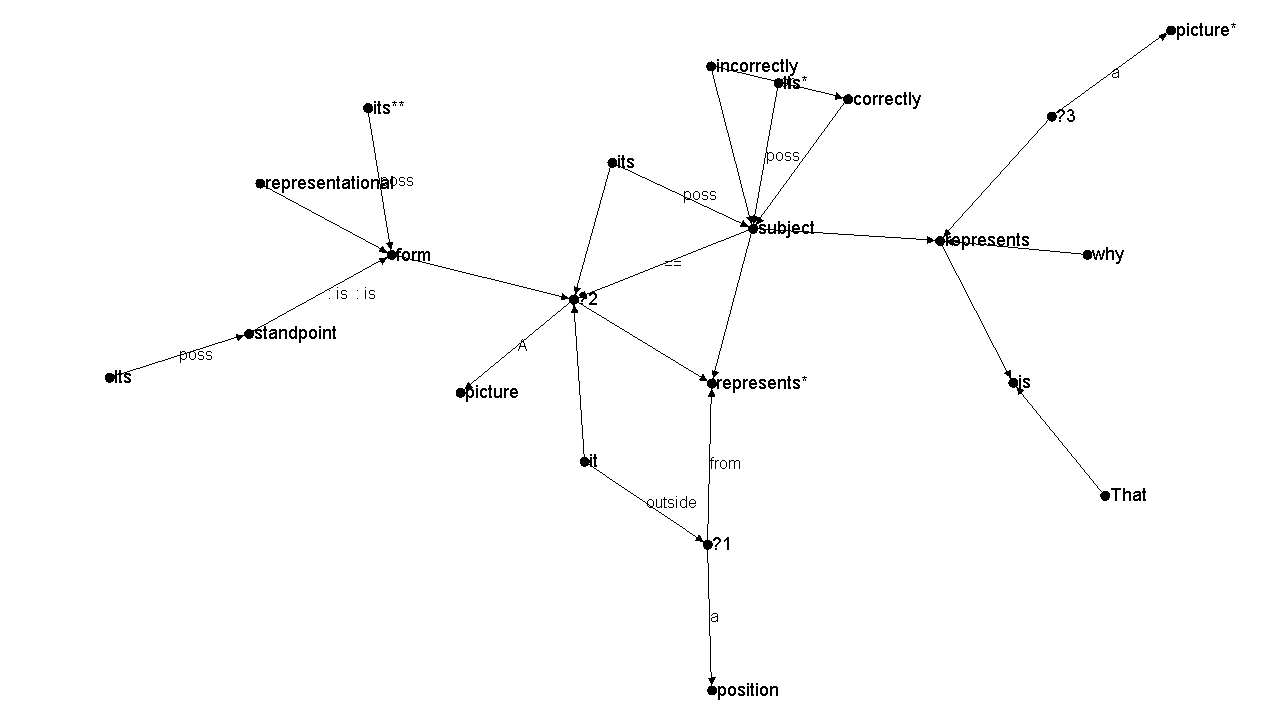 picture*
a
incorrectly
its*
correctly
its**
?3
poss
its
representational
poss
poss
subject
represents
why
form
==
: is : is
?2
standpoint
A
poss
Its
picture
represents*
is
it
from
outside
That
?1
a
position